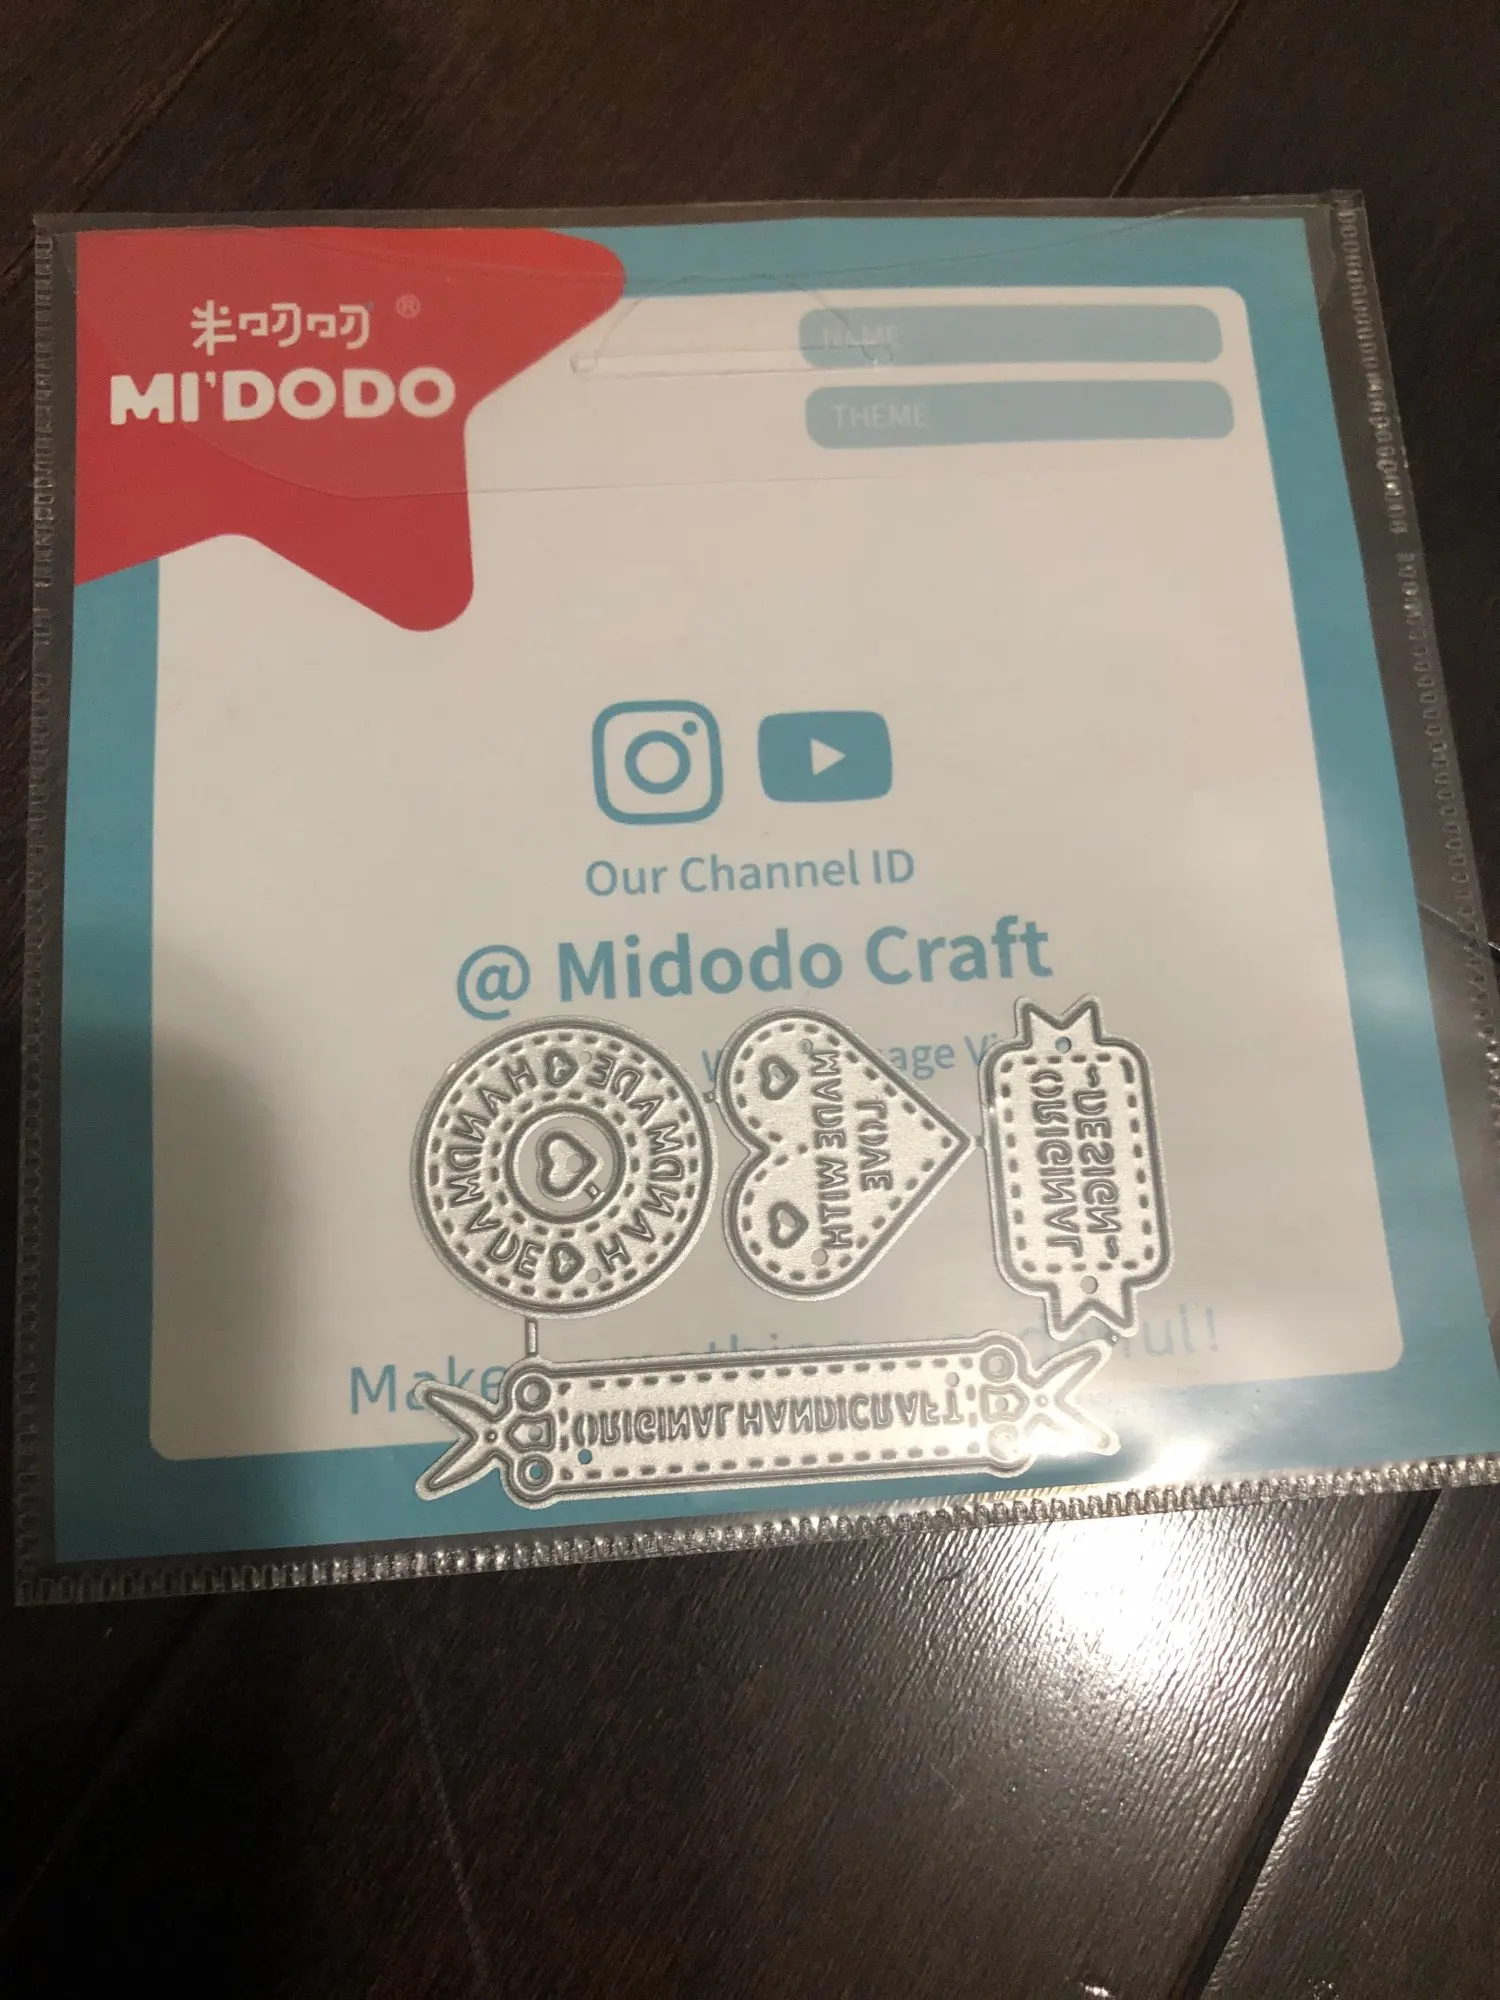 米叨叨®
MI'DODO
NAME
THEME
Our Channel ID
@ Midodo Craft
Make
HANDMADE HANDMADE
MADE WITH
LOVE
ORIGINAL
~DESIGN~
ORIGINAL HANDICRAFT